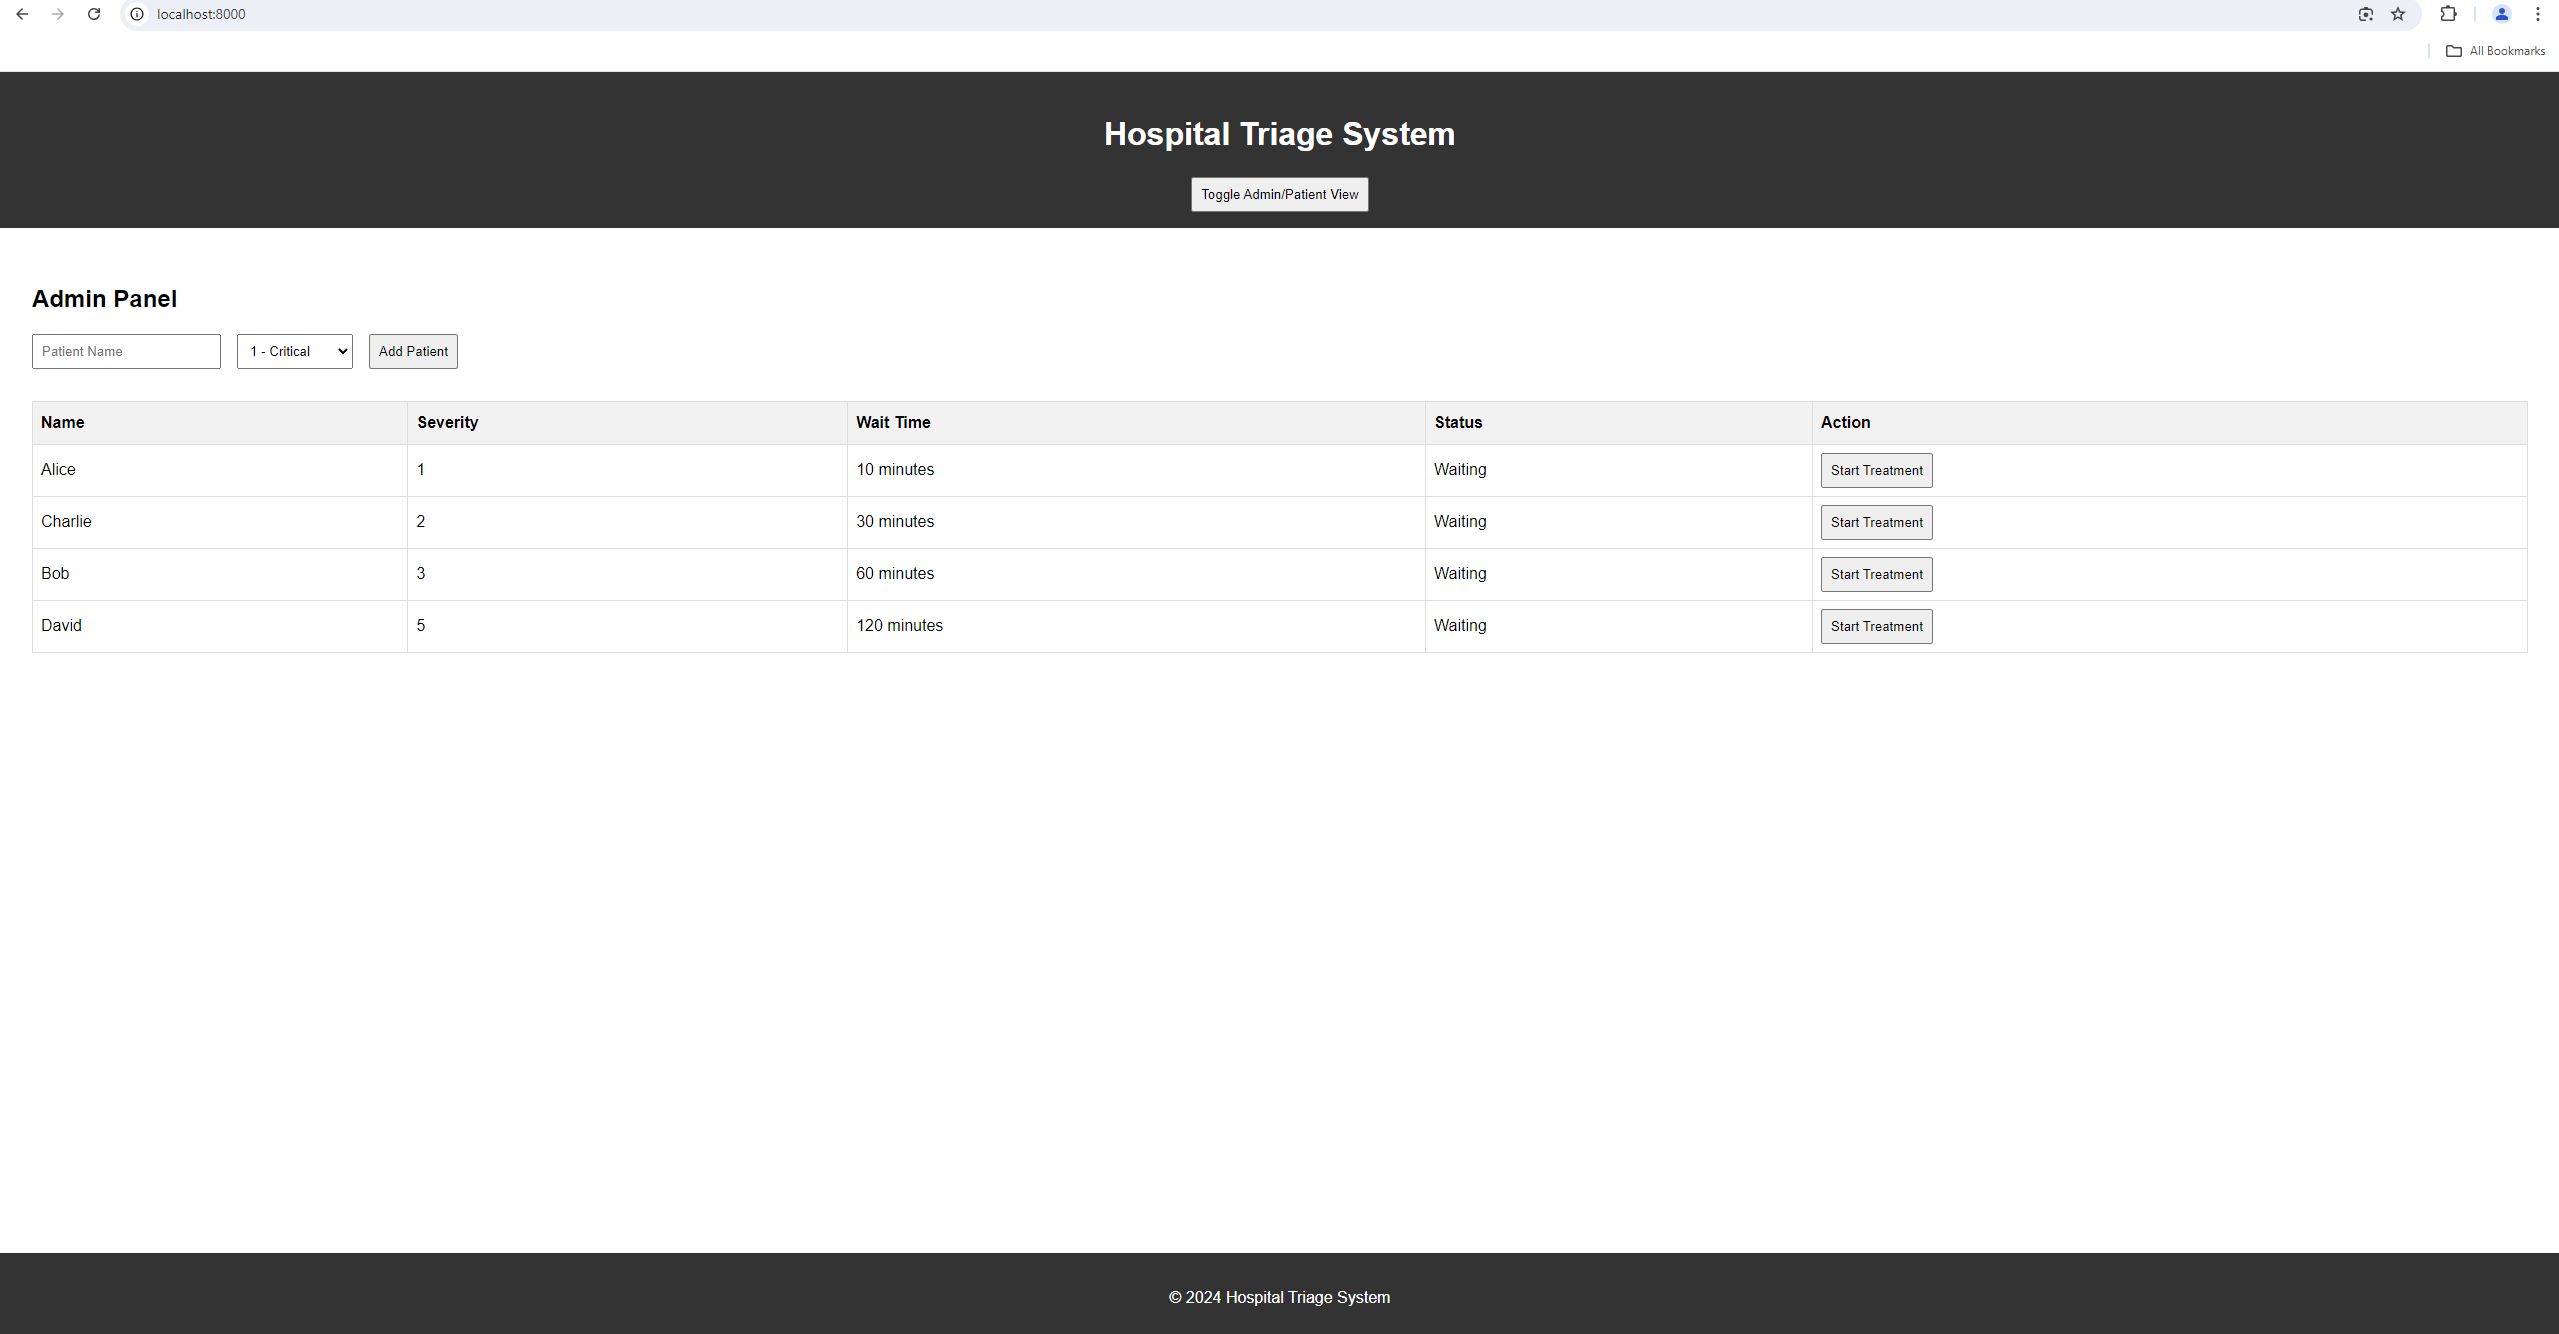 localhost:8000
All Bookmarks
Hospital Triage System
Toggle Admin/Patient View
Admin Panel
Patient Name 1 - Critical Add Patient
Name Severity Wait Time Status Action
Alice 1 10 minutes Waiting Start Treatment
Charlie 2 30 minutes Waiting Start Treatment
Bob 3 60 minutes Waiting Start Treatment
David 5 120 minutes Waiting Start Treatment
© 2024 Hospital Triage System